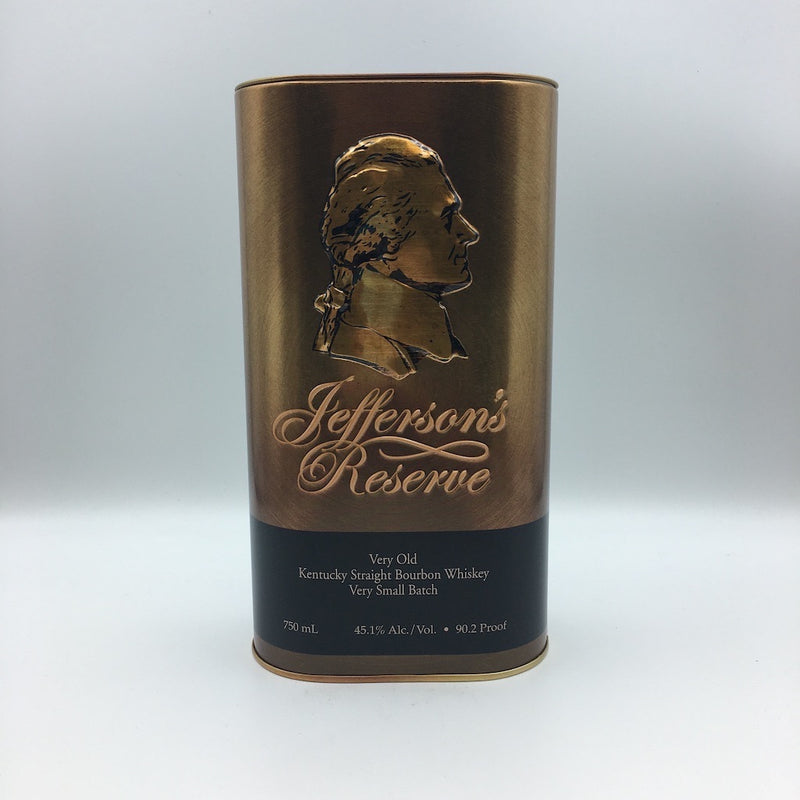 Jefferson's
Reserve
Very Old
Kentucky Straight Bourbon Whiskey
Very Small Batch
750 mL 45.1% Alc./Vol. • 90.2 Proof